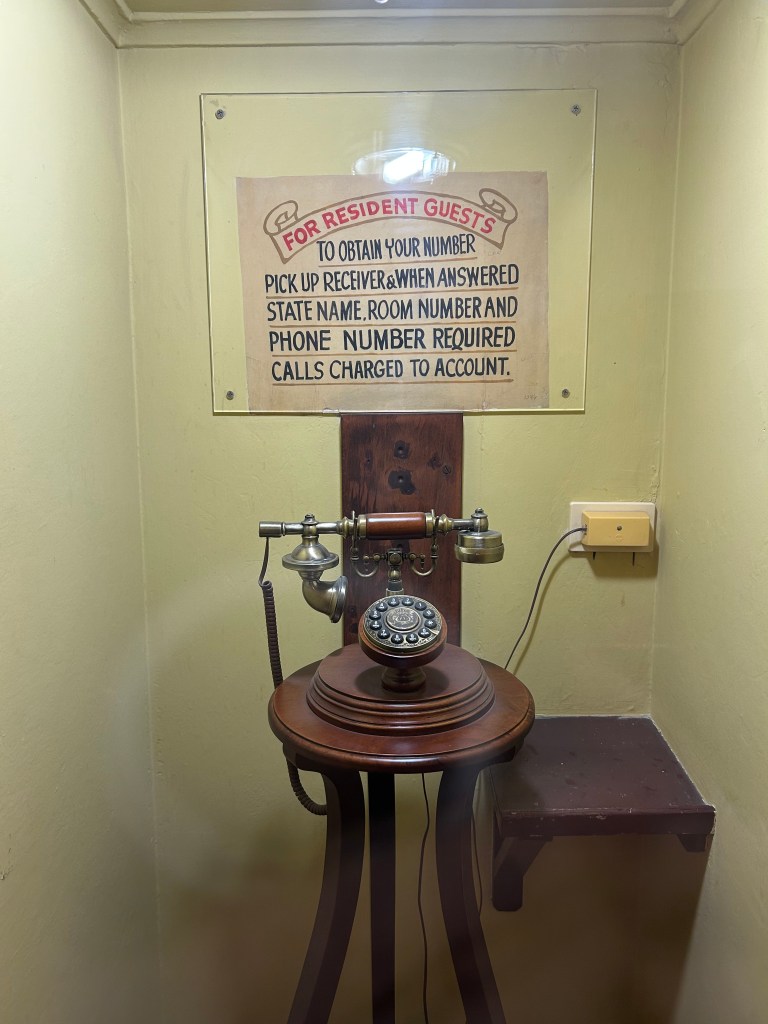 FOR RESIDENT GUESTS
TO OBTAIN YOUR NUMBER
PICK UP RECEIVER & WHEN ANSWERED
STATE NAME, ROOM NUMBER AND
PHONE NUMBER REQUIRED
CALLS CHARGED TO ACCOUNT.